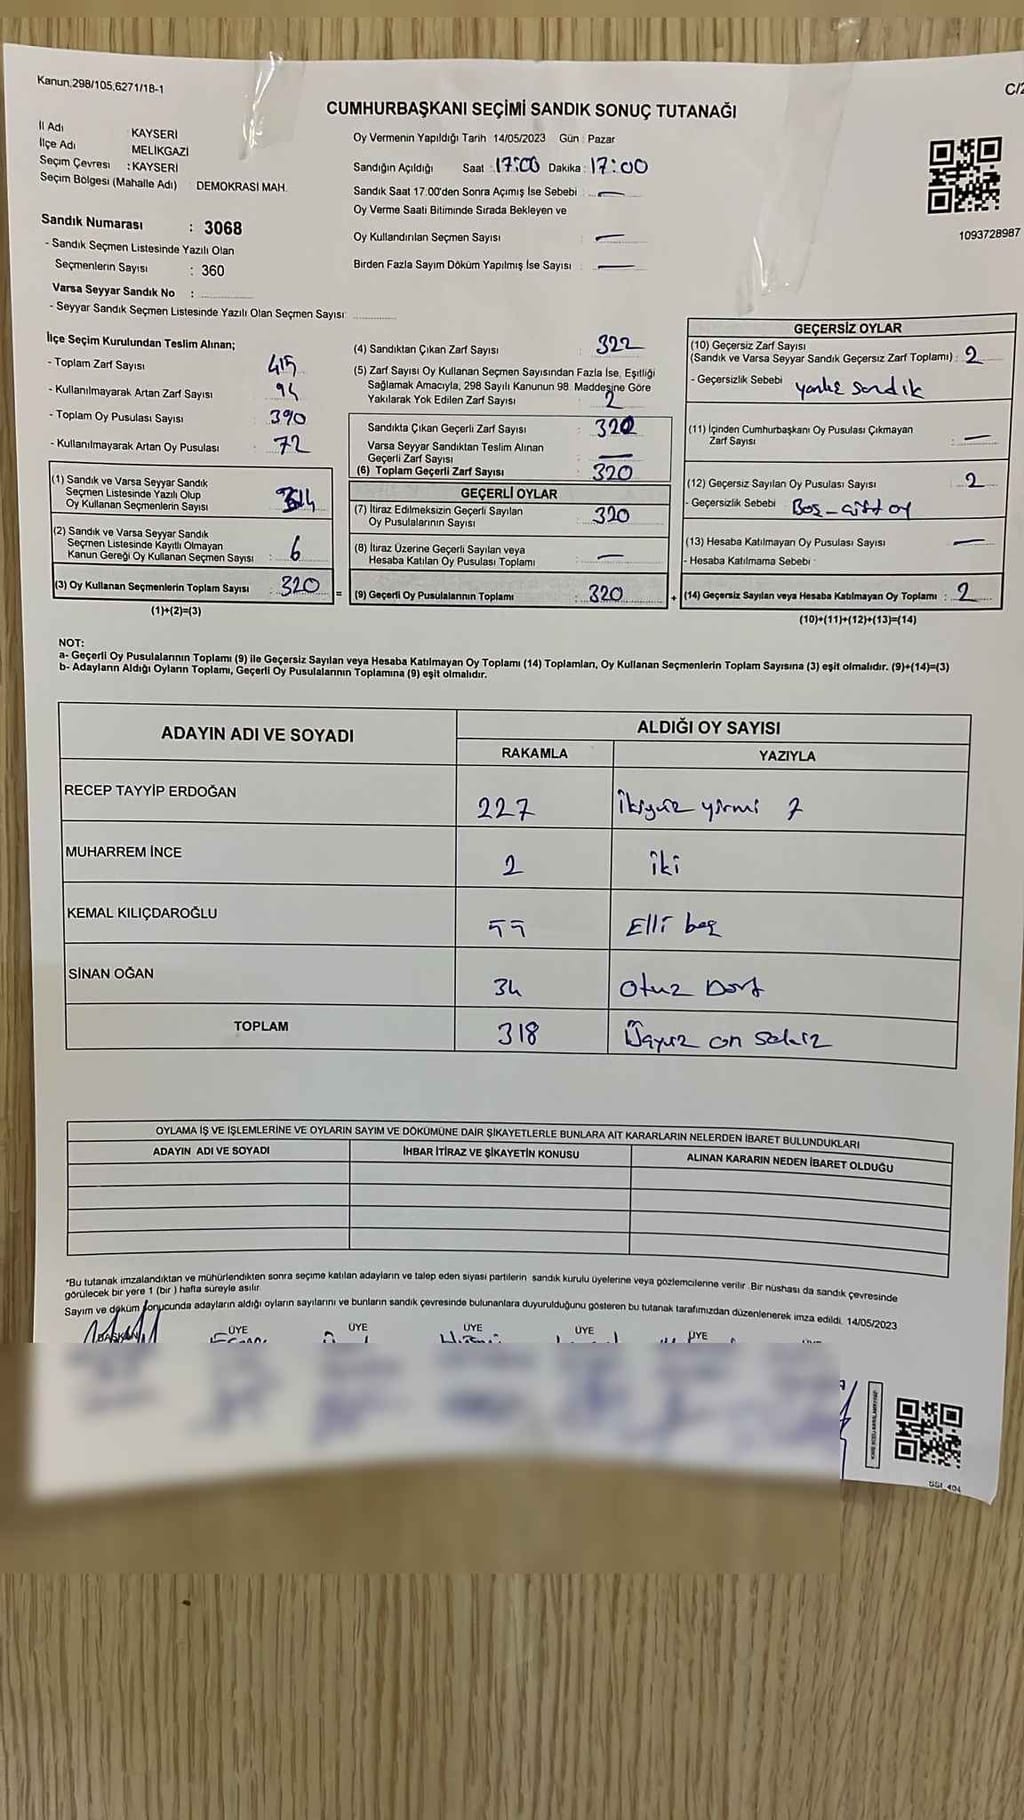 Kanun,298/105,6271/1B-1
C/2
CUMHURBAŞKANI SEÇİMİ SANDIK SONUÇ TUTANAĞI
İl Adı KAYSERİ
İlçe Adı MELİKGAZİ
Seçim Çevresi : KAYSERİ
Seçim Bölgesi (Mahalle Adı) DEMOKRASİ MAH.
Sandık Numarası : 3068
- Sandık Seçmen Listesinde Yazılı Olan
Seçmenlerin Sayısı : 360
Varsa Seyyar Sandık No :
- Seyyar Sandık Seçmen Listesinde Yazılı Olan Seçmen Sayısı
Oy Vermenin Yapıldığı Tarih 14/05/2023 Gün : Pazar
Sandığın Açıldığı Saat : 17:00 Dakika : 17:00
Sandık Saat 17.00'den Sonra Açımış İse Sebebi :
Oy Verme Saati Bitiminde Sırada Bekleyen ve
Oy Kullandırılan Seçmen Sayısı :
Birden Fazla Sayım Döküm Yapılmış İse Sayısı :
1093728987
İlçe Seçim Kurulundan Teslim Alınan;
- Toplam Zarf Sayısı 415
- Kullanılmayarak Artan Zarf Sayısı 94
- Toplam Oy Pusulası Sayısı 390
- Kullanılmayarak Artan Oy Pusulası 72
(1) Sandık ve Varsa Seyyar Sandık
Seçmen Listesinde Yazılı Olup
Oy Kullanan Seçmenlerin Sayısı 314
(2) Sandık ve Varsa Seyyar Sandık
Seçmen Listesinde Kayıtlı Olmayan
Kanun Gereği Oy Kullanan Seçmen Sayısı : 6
(3) Oy Kullanan Seçmenlerin Toplam Sayısı : 320 =
(1)+(2)=(3)
(4) Sandıktan Çıkan Zarf Sayısı 322
(5) Zarf Sayısı Oy Kullanan Seçmen Sayısından Fazla İse, Eşitliği
Sağlamak Amacıyla, 298 Sayılı Kanunun 98. Maddesine Göre
Yakılarak Yok Edilen Zarf Sayısı 2
Sandıkta Çıkan Geçerli Zarf Sayısı : 320
Varsa Seyyar Sandıktan Teslim Alınan
Geçerli Zarf Sayısı :
(6) Toplam Geçerli Zarf Sayısı : 320
GEÇERLİ OYLAR
(7) İtiraz Edilmeksizin Geçerli Sayılan
Oy Pusulalarının Sayısı : 320
(8) İtiraz Üzerine Geçerli Sayılan veya
Hesaba Katılan Oy Pusulası Toplamı :
(9) Geçerli Oy Pusulalarının Toplamı : 320 +
GEÇERSİZ OYLAR
(10) Geçersiz Zarf Sayısı
(Sandık ve Varsa Seyyar Sandık Geçersiz Zarf Toplamı) : 2
- Geçersizlik Sebebi yanlış sandık
(11) İçinden Cumhurbaşkanı Oy Pusulası Çıkmayan
Zarf Sayısı :
(12) Geçersiz Sayılan Oy Pusulası Sayısı : 2
- Geçersizlik Sebebi : Boş - çift oy
(13) Hesaba Katılmayan Oy Pusulası Sayısı :
- Hesaba Katılmama Sebebi :
(14) Geçersiz Sayılan veya Hesaba Katılmayan Oy Toplamı : 2
(10)+(11)+(12)+(13)=(14)
NOT:
a- Geçerli Oy Pusulalarının Toplamı (9) ile Geçersiz Sayılan veya Hesaba Katılmayan Oy Toplamı (14) Toplamları, Oy Kullanan Seçmenlerin Toplam Sayısına (3) eşit olmalıdır. (9)+(14)=(3)
b- Adayların Aldığı Oyların Toplamı, Geçerli Oy Pusulalarının Toplamına (9) eşit olmalıdır.
ADAYIN ADI VE SOYADI ALDIĞI OY SAYISI
RAKAMLA YAZIYLA
RECEP TAYYİP ERDOĞAN 227 İkiyüz yirmi 7
MUHARREM İNCE 2 iki
KEMAL KILIÇDAROĞLU 55 Elli beş
SİNAN OĞAN 34 Otuz Dört
TOPLAM 318 Üçyüz on sekiz
OYLAMA İŞ VE İŞLEMLERİNE VE OYLARIN SAYIM VE DÖKÜMÜNE DAİR ŞİKAYETLERLE BUNLARA AİT KARARLARIN NELERDEN İBARET BULUNDUKLARI
ADAYIN ADI VE SOYADI İHBAR İTİRAZ VE ŞİKAYETİN KONUSU ALINAN KARARIN NEDEN İBARET OLDUĞU
*Bu tutanak imzalandıktan ve mühürlendikten sonra seçime katılan adayların ve talep eden siyasi partilerin sandık kurulu üyelerine veya gözlemcilerine verilir. Bir nüshası da sandık çevresinde
görülecek bir yere 1 (bir) hafta süreyle asılır.
Sayım ve döküm sonucunda adayların aldığı oyların sayılarını ve bunların sandık çevresinde bulunanlara duyurulduğunu gösteren bu tutanak tarafımızdan düzenlenerek imza edildi. 14/05/2023
BAŞKAN ÜYE ÜYE ÜYE ÜYE ÜYE